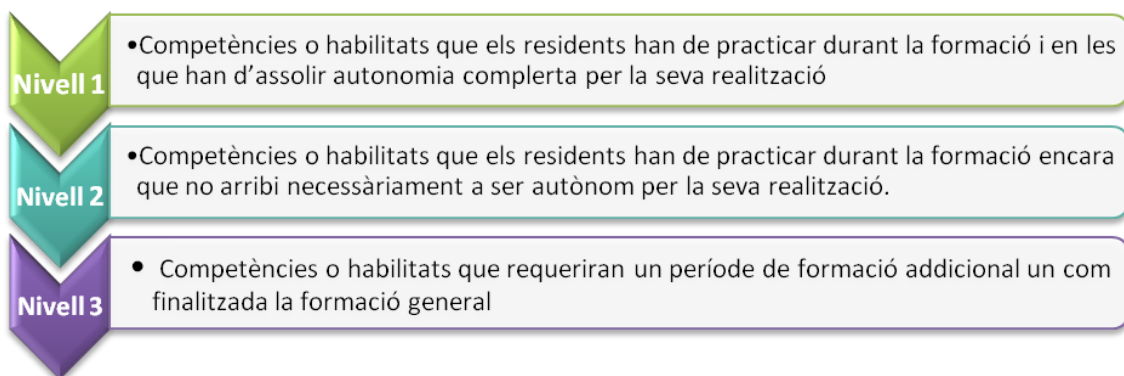 Nivell 1
•Competències o habilitats que els residents han de practicar durant la formació i en les
que han d'assolir autonomia complerta per la seva realització
Nivell 2
•Competències o habilitats que els residents han de practicar durant la formació encara
que no arribi necessàriament a ser autònom per la seva realització.
Nivell 3
• Competències o habilitats que requeriran un període de formació addicional un com
finalitzada la formació general